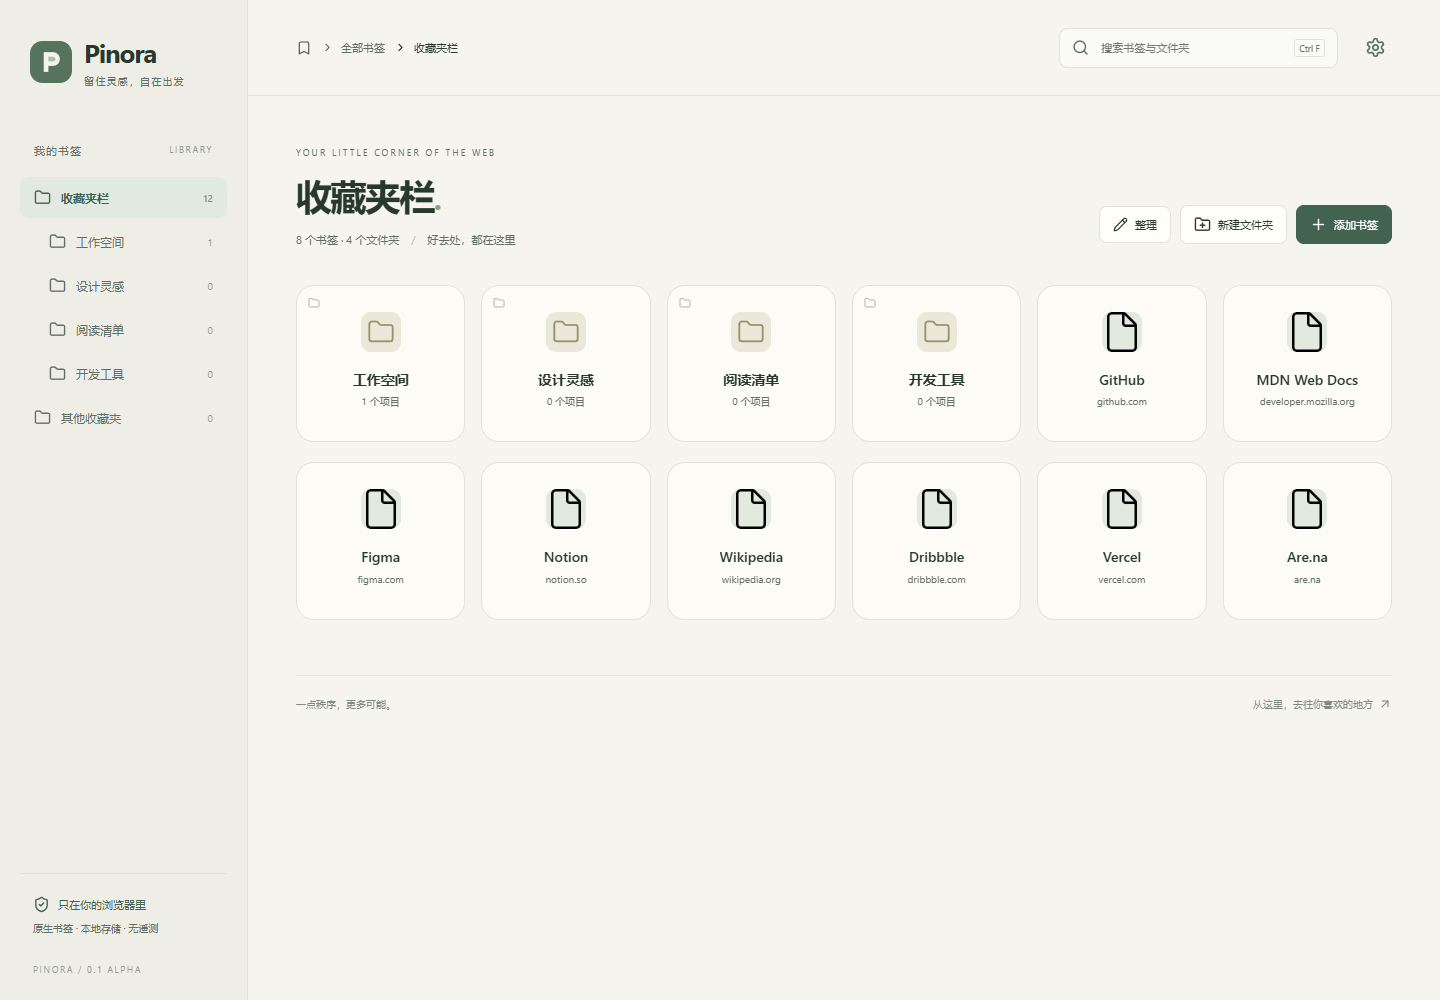 P
Pinora
留住灵感，自在出发
我的书签
LIBRARY
收藏夹栏
12
工作空间
1
设计灵感
0
阅读清单
0
开发工具
0
其他收藏夹
0
只在你的浏览器里
原生书签 · 本地存储 · 无遥测
PINORA / 0.1 ALPHA
全部书签
收藏夹栏
搜索书签与文件夹
Ctrl F
YOUR LITTLE CORNER OF THE WEB
收藏夹栏.
8 个书签 · 4 个文件夹 / 好去处，都在这里
整理
新建文件夹
添加书签
工作空间
1 个项目
设计灵感
0 个项目
阅读清单
0 个项目
开发工具
0 个项目
GitHub
github.com
MDN Web Docs
developer.mozilla.org
Figma
figma.com
Notion
notion.so
Wikipedia
wikipedia.org
Dribbble
dribbble.com
Vercel
vercel.com
Are.na
are.na
一点秩序，更多可能。
从这里，去往你喜欢的地方